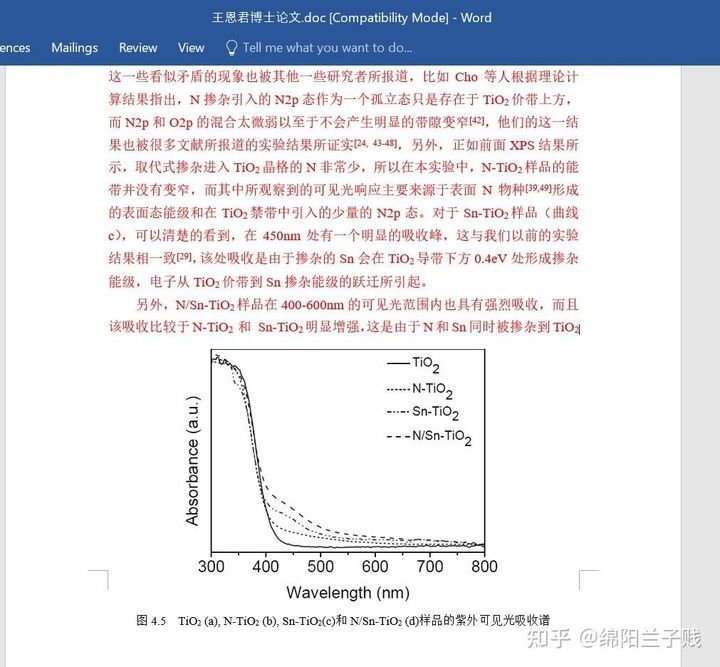 王恩君博士论文.doc [Compatibility Mode] - Word
ences Mailings Review View Tell me what you want to do...
这一些看似矛盾的现象也被其他一些研究者所报道，比如 Cho 等人根据理论计
算结果指出，N 掺杂引入的 N2p 态作为一个孤立态只是存在于 TiO2 价带上方，
而 N2p 和 O2p 的混合太微弱以至于不会产生明显的带隙变窄[42]，他们的这一结
果也被很多文献所报道的实验结果所证实[24, 43-48]，另外，正如前面 XPS 结果所
示，取代式掺杂进入 TiO2 晶格的 N 非常少，所以在本实验中，N-TiO2 样品的能
带并没有变窄，而其中所观察到的可见光响应主要来源于表面 N 物种[39,49]形成
的表面态能级和在 TiO2 禁带中引入的少量的 N2p 态。对于 Sn-TiO2 样品（曲线
c），可以清楚的看到，在 450nm 处有一个明显的吸收峰，这与我们以前的实验
结果相一致[29]，该处吸收是由于掺杂的 Sn 会在 TiO2 导带下方 0.4eV 处形成掺杂
能级，电子从 TiO2 价带到 Sn 掺杂能级的跃迁所引起。
另外，N/Sn-TiO2 样品在 400-600nm 的可见光范围内也具有强烈吸收，而且
该吸收比较于 N-TiO2 和 Sn-TiO2 明显增强，这是由于 N 和 Sn 同时被掺杂到 TiO2
TiO2
N-TiO2
Sn-TiO2
N/Sn-TiO2
Absorbance (a.u.)
300 400 500 600 700 800
Wavelength (nm)
图 4.5 TiO2 (a), N-TiO2 (b), Sn-TiO2(c)和 N/Sn-TiO2 (d)样品的紫外可见光吸收谱
知乎 @绵阳兰子贱